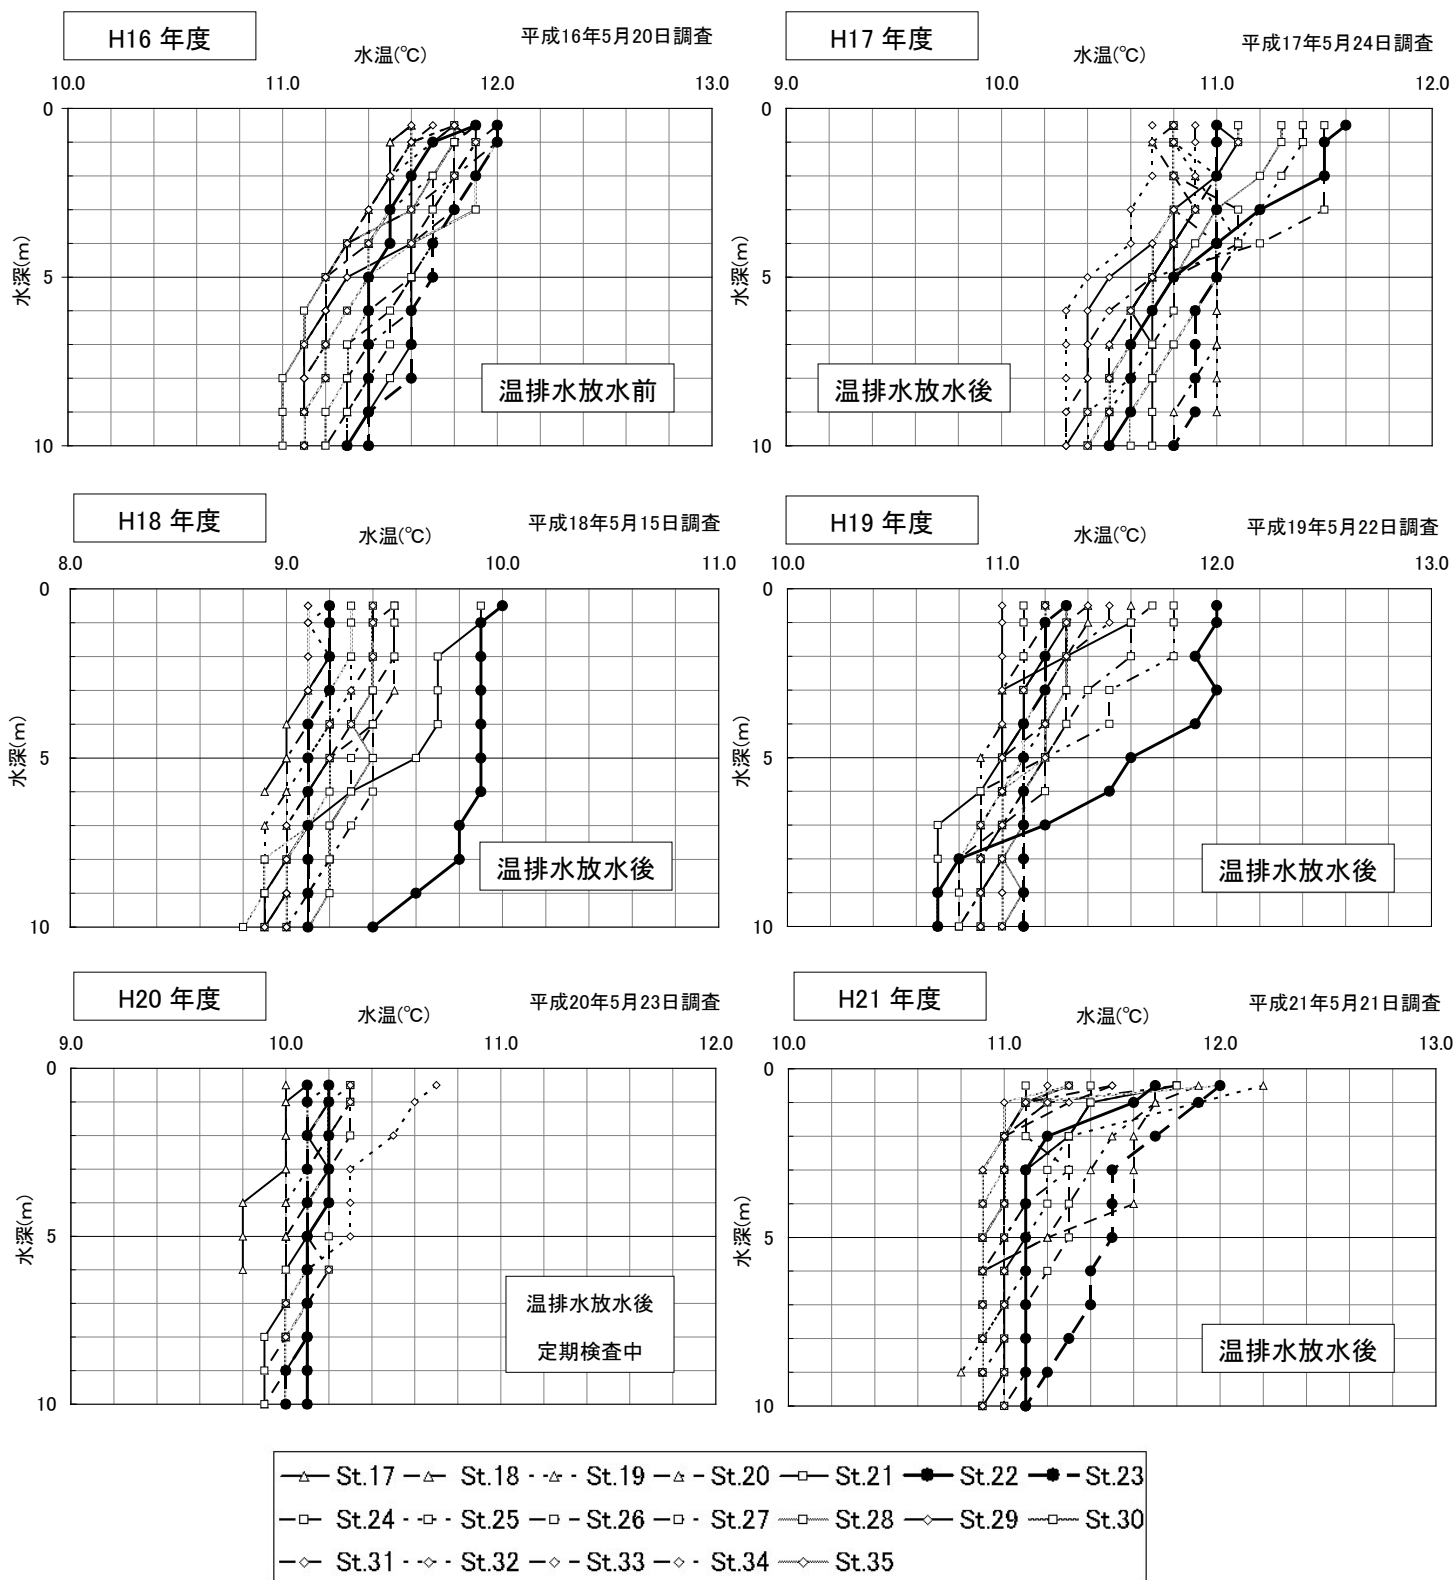 H16 年度
平成16年5月20日調査
水温(℃)
10.0 11.0 12.0 13.0
0
5
10
水深(m)
温排水放水前
H17 年度
平成17年5月24日調査
水温(℃)
9.0 10.0 11.0 12.0
0
5
10
水深(m)
温排水放水後
H18 年度
平成18年5月15日調査
水温(℃)
8.0 9.0 10.0 11.0
0
5
10
水深(m)
温排水放水後
H19 年度
平成19年5月22日調査
水温(℃)
10.0 11.0 12.0 13.0
0
5
10
水深(m)
温排水放水後
H20 年度
平成20年5月23日調査
水温(℃)
9.0 10.0 11.0 12.0
0
5
10
水深(m)
温排水放水後
定期検査中
H21 年度
平成21年5月21日調査
水温(℃)
10.0 11.0 12.0 13.0
0
5
10
水深(m)
温排水放水後
St.17 St.18 St.19 St.20 St.21 St.22 St.23
St.24 St.25 St.26 St.27 St.28 St.29 St.30
St.31 St.32 St.33 St.34 St.35